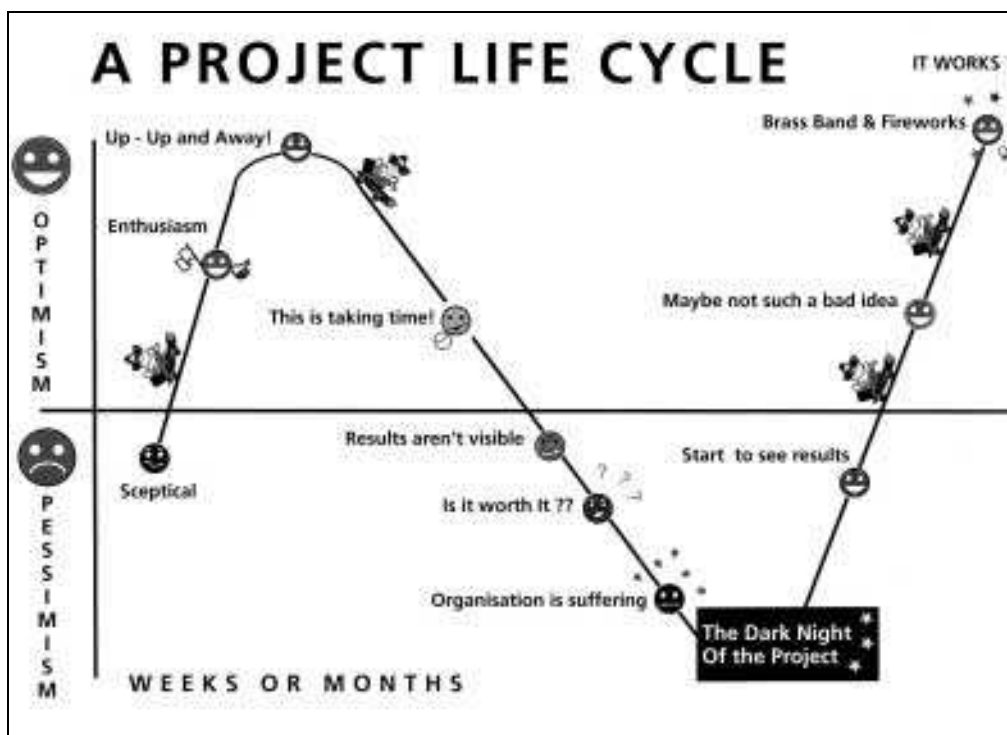 A PROJECT LIFE CYCLE
IT WORKS
Up - Up and Away!
Brass Band & Fireworks
OPTIMISM
Enthusiasm
Maybe not such a bad idea
This is taking time!
Results aren't visible
Start to see results
Sceptical
Is it worth It ??
PESSIMISM
Organisation is suffering
The Dark Night
Of the Project
WEEKS OR MONTHS